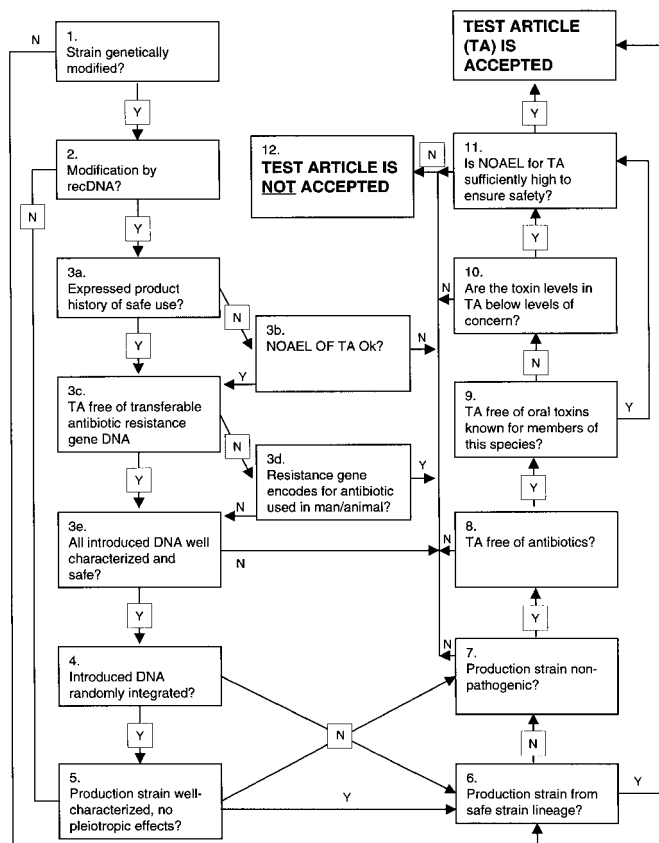 N
1.
Strain genetically
modified?
Y
2.
Modification by
recDNA?
N
Y
3a.
Expressed product
history of safe use?
N
Y
3b.
NOAEL OF TA Ok?
N
Y
3c.
TA free of transferable
antibiotic resistance
gene DNA
N
Y
3d.
Resistance gene
encodes for antibiotic
used in man/animal?
Y
N
3e.
All introduced DNA well
characterized and
safe?
N
Y
4.
Introduced DNA
randomly integrated?
N
Y
5.
Production strain well-
characterized, no
pleiotropic effects?
Y
6.
Production strain from
safe strain lineage?
Y
N
7.
Production strain non-
pathogenic?
N
Y
8.
TA free of antibiotics?
N
Y
9.
TA free of oral toxins
known for members of
this species?
Y
N
10.
Are the toxin levels in
TA below levels of
concern?
N
Y
11.
Is NOAEL for TA
sufficiently high to
ensure safety?
N
Y
12.
TEST ARTICLE IS
NOT ACCEPTED
TEST ARTICLE
(TA) IS
ACCEPTED